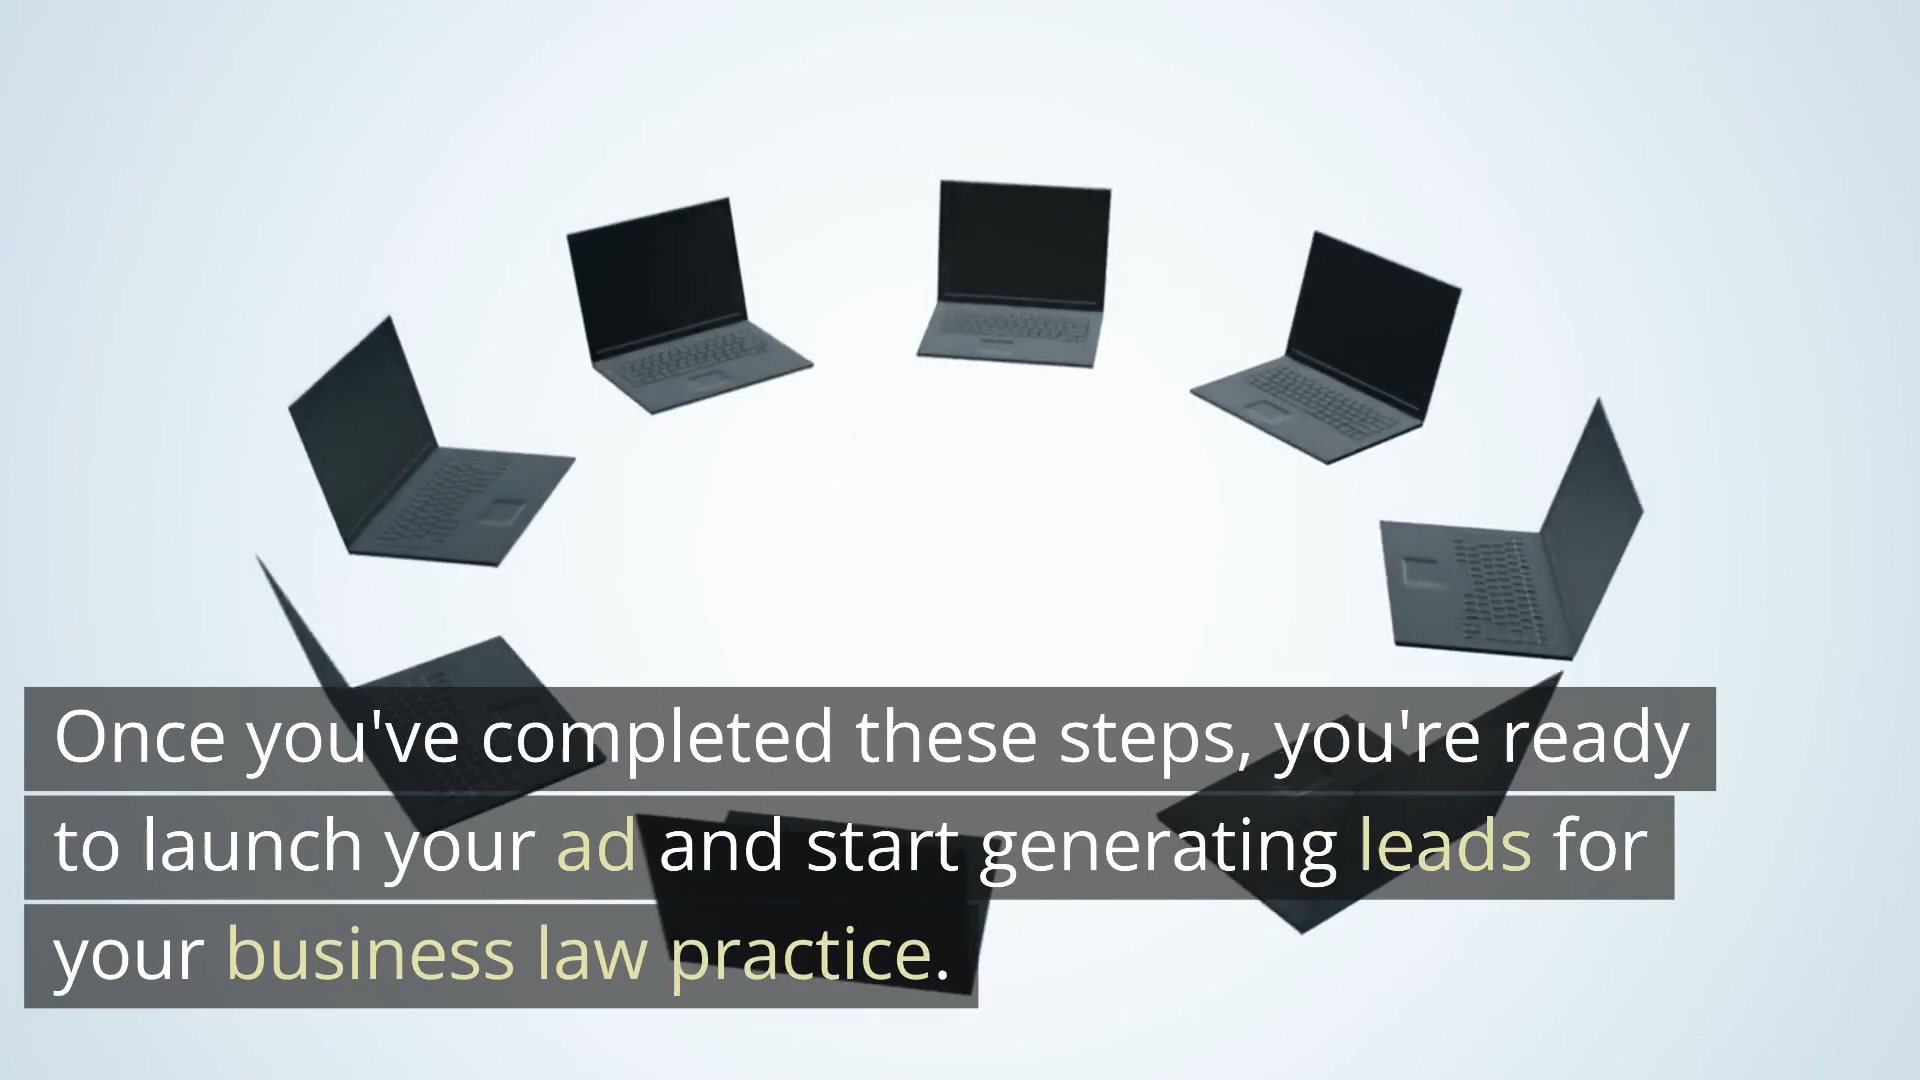 Once you've completed these steps, you're ready
to launch your ad and start generating leads for
your business law practice.